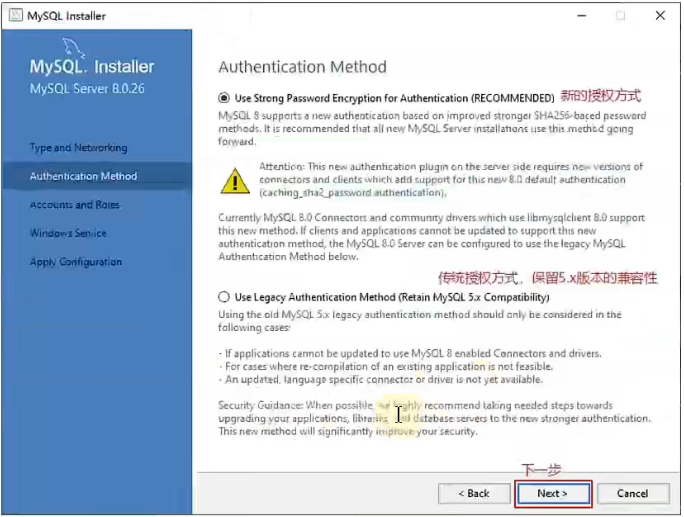 MySQL Installer
MySQL. Installer
MySQL Server 8.0.26
Type and Networking
Authentication Method
Accounts and Roles
Windows Service
Apply Configuration
Authentication Method
Use Strong Password Encryption for Authentication (RECOMMENDED) 新的授权方式
MySQL 8 supports a new authentication based on improved stronger SHA256-based password
methods. It is recommended that all new MySQL Server installations use this method going
forward.
Attention: This new authentication plugin on the server side requires new versions of
connectors and clients which add support for this new 8.0 default authentication
(caching_sha2_password authentication).
Currently MySQL 8.0 Connectors and community drivers which use libmysqlclient 8.0 support
this new method. If clients and applications cannot be updated to support this new
authentication method, the MySQL 8.0 Server can be configured to use the legacy MySQL
Authentication Method below.
传统授权方式，保留5.x版本的兼容性
Use Legacy Authentication Method (Retain MySQL 5.x Compatibility)
Using the old MySQL 5.x legacy authentication method should only be considered in the
following cases:
- If applications cannot be updated to use MySQL 8 enabled Connectors and drivers.
- For cases where re-compilation of an existing application is not feasible.
- An updated, language specific connector or driver is not yet available.
Security Guidance: When possible, we highly recommend taking needed steps towards
upgrading your applications, libraries, and database servers to the new stronger authentication.
This new method will significantly improve your security.
下一步
< Back
Next >
Cancel